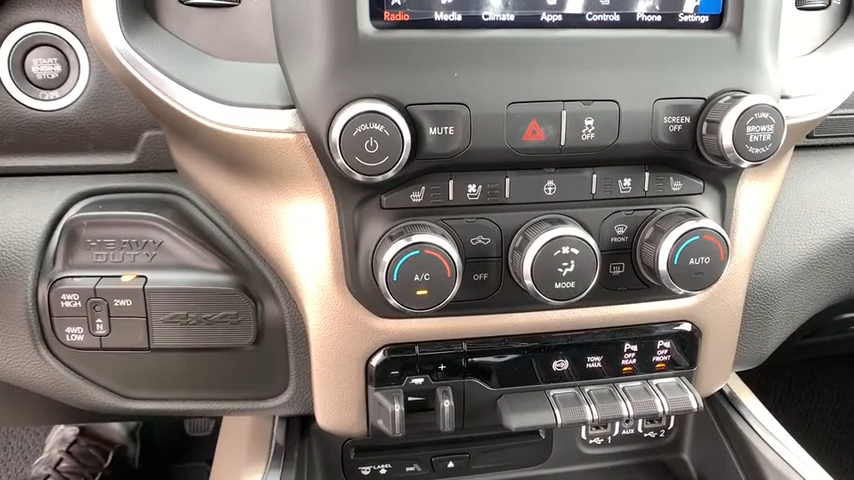 Radio Media Climate Apps Controls Phone Settings
START
ENGINE
STOP
VOLUME
MUTE
OFF
SCREEN
OFF
TUNE
BROWSE
ENTER
SCROLL
HEAVY
DUTY
4WD
HIGH
2WD
4WD
LOW
N
4X4
A/C
OFF
MODE
FRONT
AUTO
- +
TOW/
HAUL
OFF
REAR
OFF
FRONT
1
AUX
2
LABEL
DISC